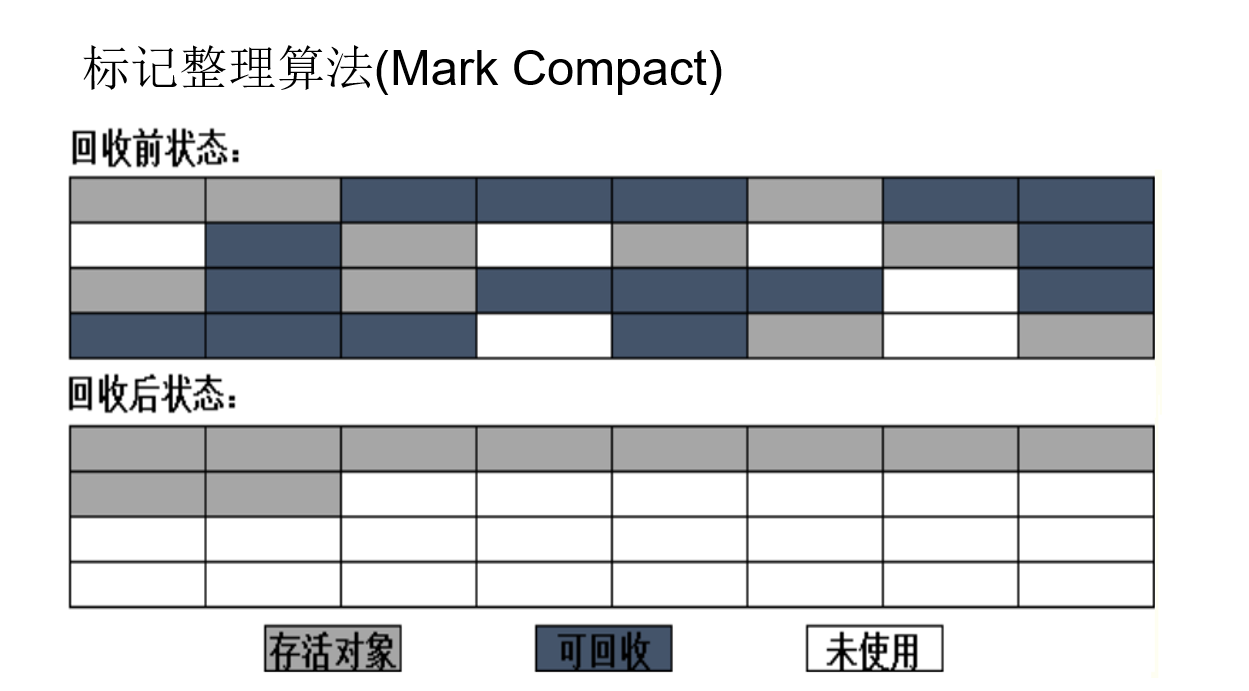 标记整理算法(Mark Compact)
回收前状态：
回收后状态：
存活对象
可回收
未使用